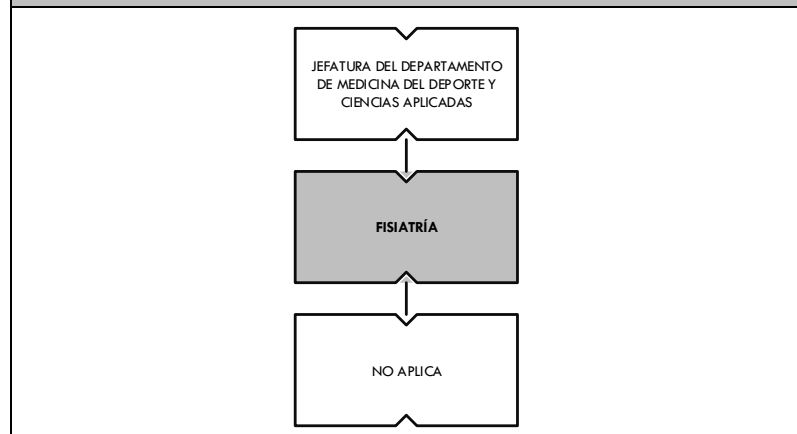 JEFATURA DEL DEPARTAMENTO
DE MEDICINA DEL DEPORTE Y
CIENCIAS APLICADAS
FISIATRÍA
NO APLICA